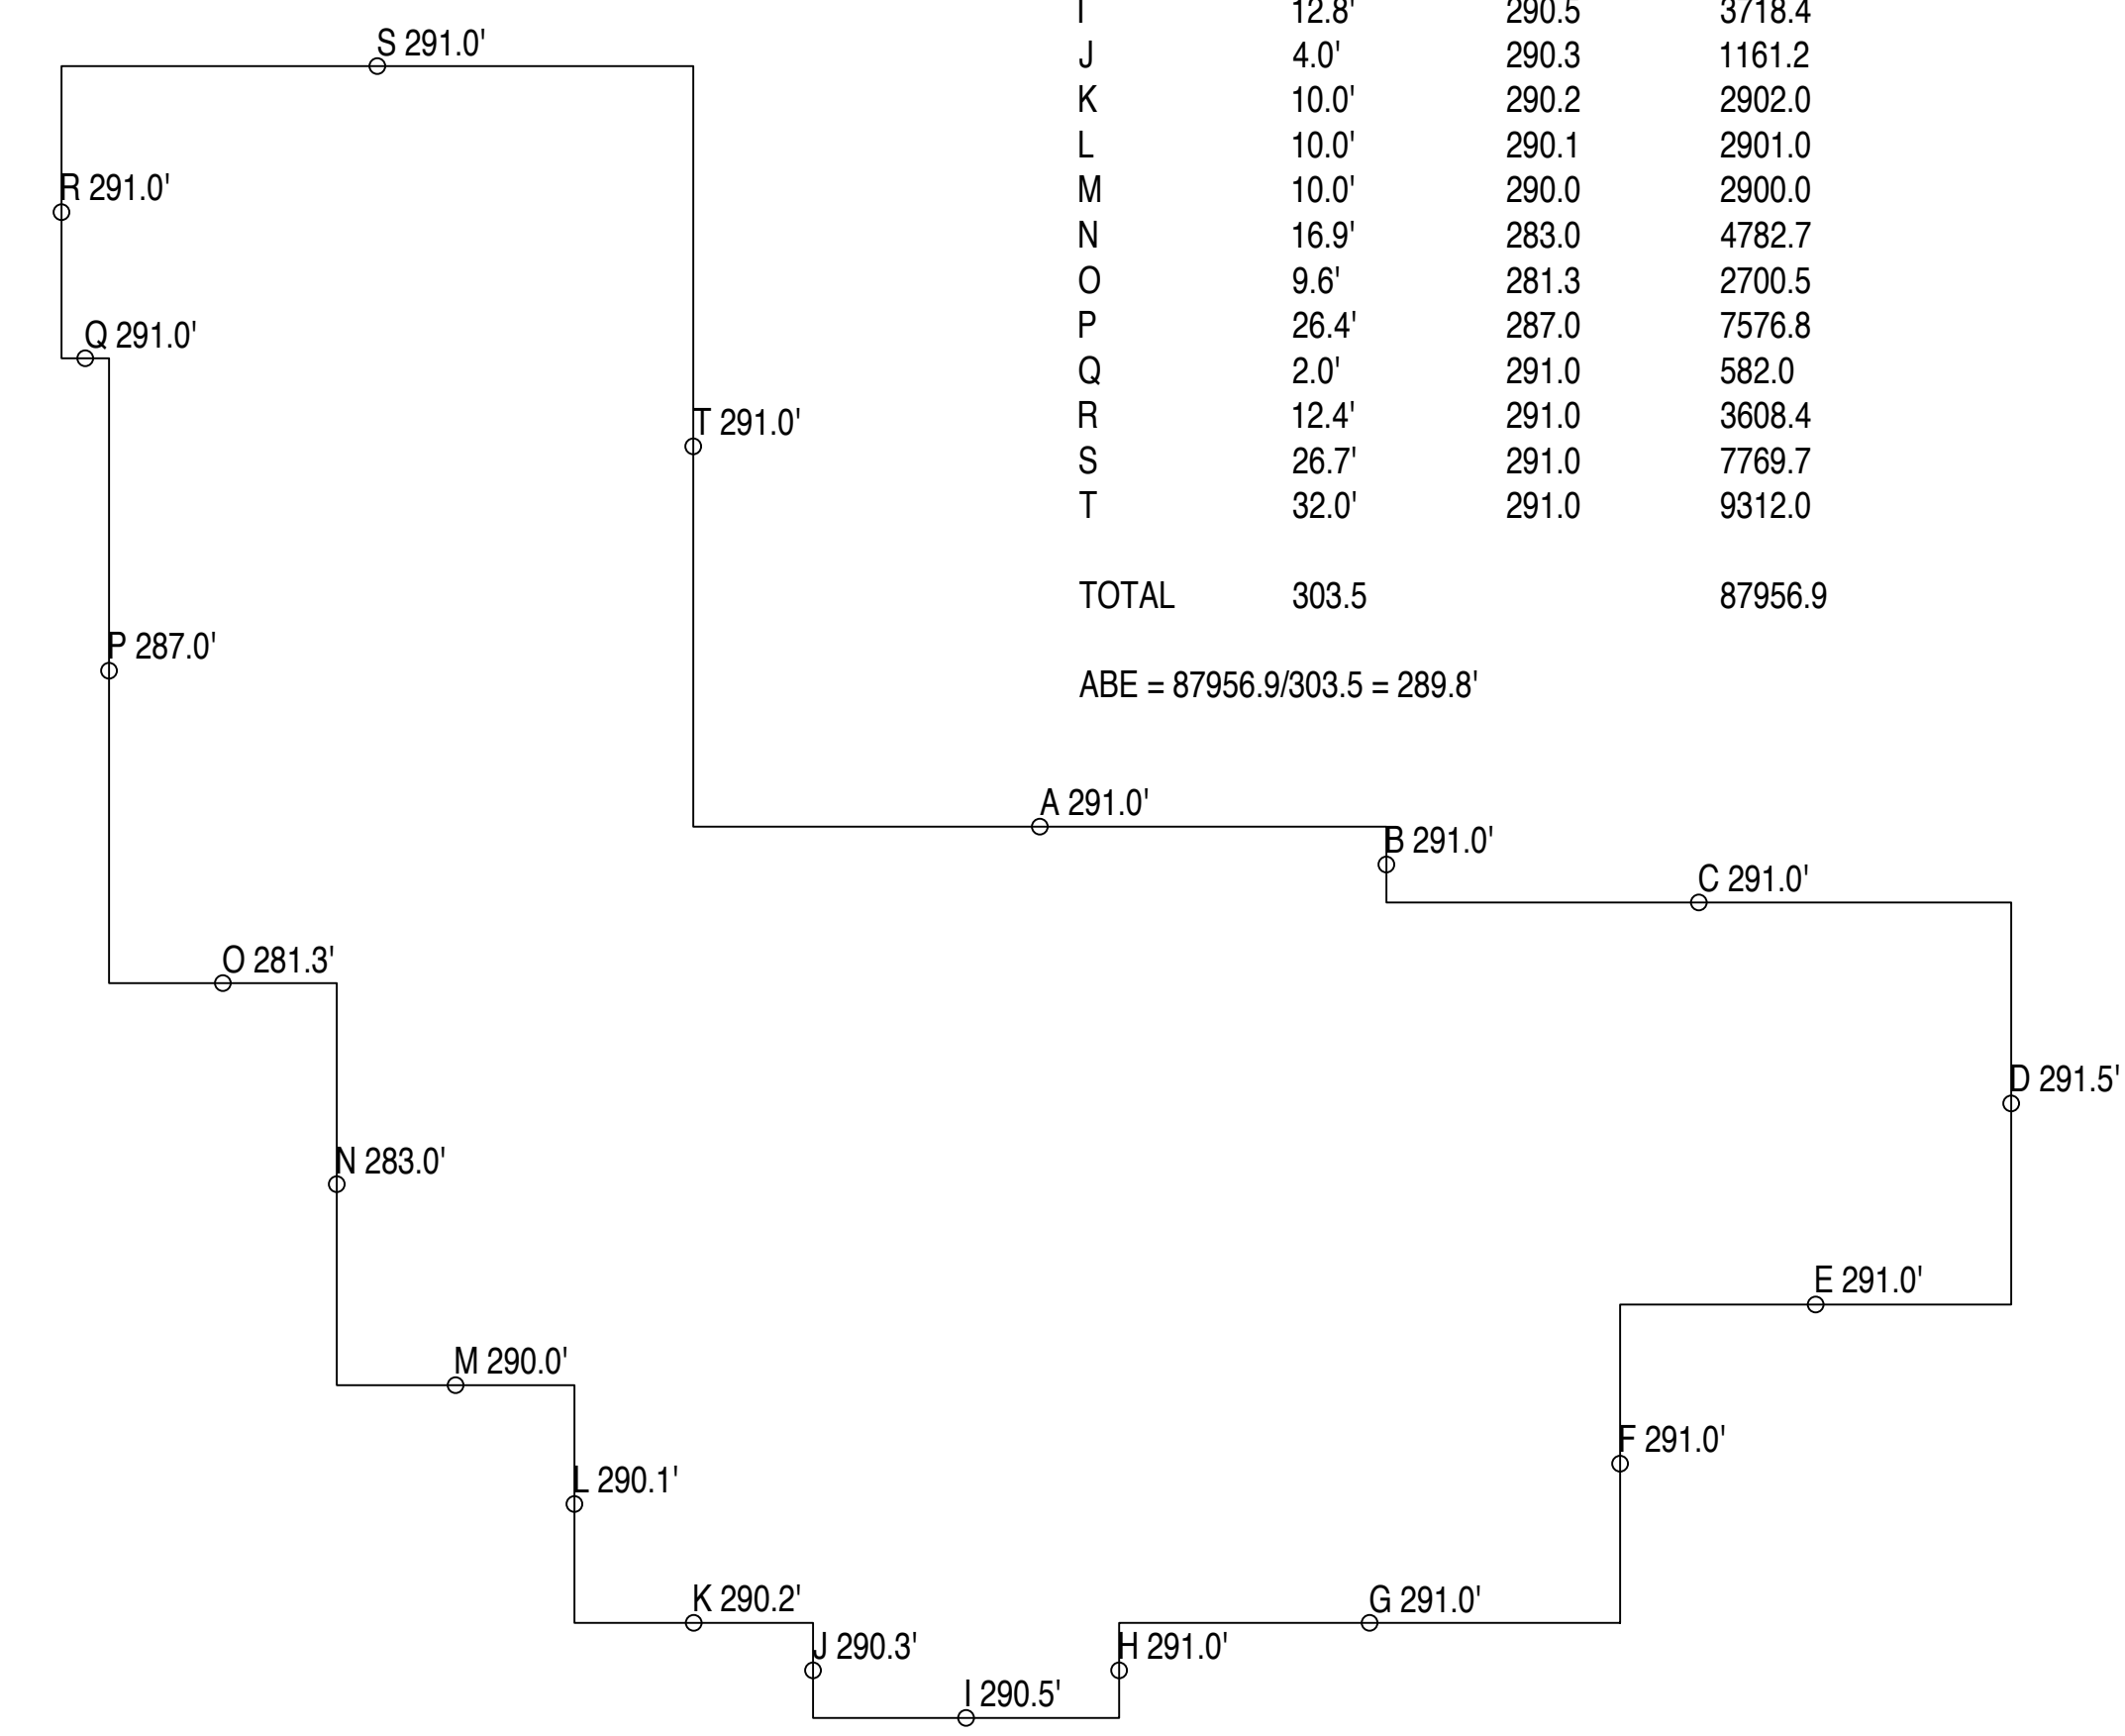 I 12.8' 290.5 3718.4
J 4.0' 290.3 1161.2
K 10.0' 290.2 2902.0
L 10.0' 290.1 2901.0
M 10.0' 290.0 2900.0
N 16.9' 283.0 4782.7
O 9.6' 281.3 2700.5
P 26.4' 287.0 7576.8
Q 2.0' 291.0 582.0
R 12.4' 291.0 3608.4
S 26.7' 291.0 7769.7
T 32.0' 291.0 9312.0
TOTAL 303.5 87956.9
ABE = 87956.9/303.5 = 289.8'
S 291.0'
R 291.0'
Q 291.0'
T 291.0'
P 287.0'
A 291.0'
B 291.0'
C 291.0'
O 281.3'
D 291.5'
N 283.0'
E 291.0'
M 290.0'
F 291.0'
L 290.1'
K 290.2'
G 291.0'
J 290.3'
H 291.0'
I 290.5'